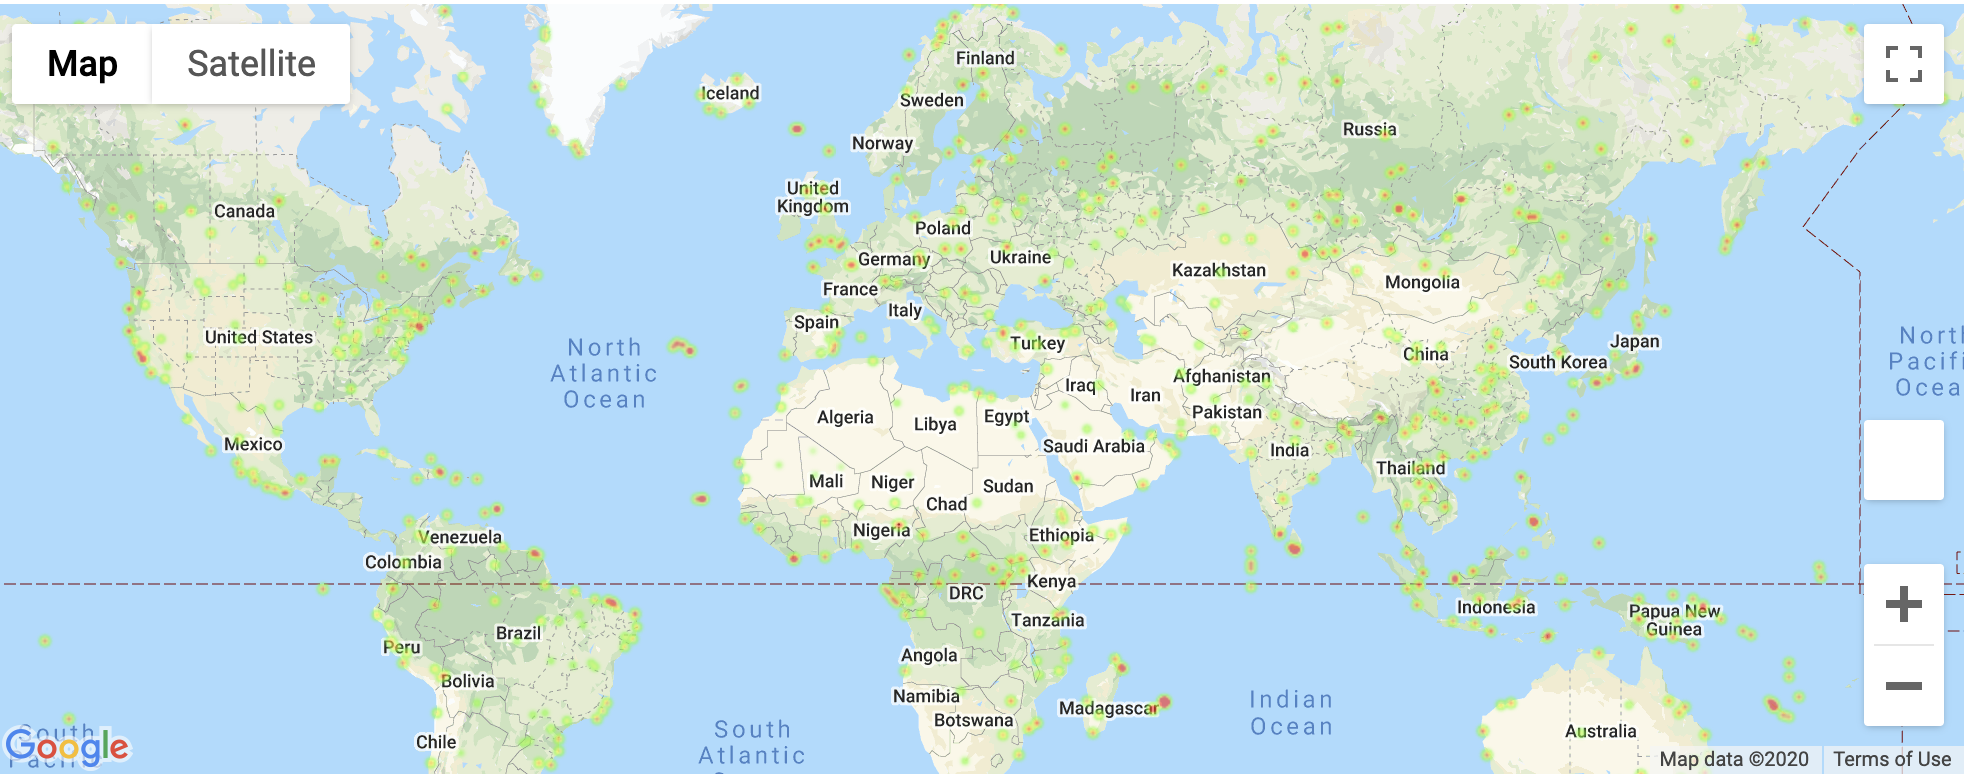 Map
Satellite
Finland
Iceland
Sweden
Russia
Norway
United
Kingdom
Canada
Poland
Germany
Ukraine
Kazakhstan
Mongolia
France
Italy
Spain
United States
Turkey
Japan
North
Atlantic
Ocean
China
South Korea
North
Pacific
Ocea
Afghanistan
Iraq
Iran
Pakistan
Algeria
Libya
Egypt
Mexico
Saudi Arabia
India
Thailand
Mali
Niger
Sudan
Chad
Nigeria
Ethiopia
Venezuela
Colombia
Kenya
DRC
Indonesia
Papua New
Guinea
Tanzania
Brazil
Peru
Angola
Bolivia
Namibia
Madagascar
Botswana
Indian
Ocean
South
Atlantic
Chile
Australia
South
Google
Map data ©2020
Terms of Use